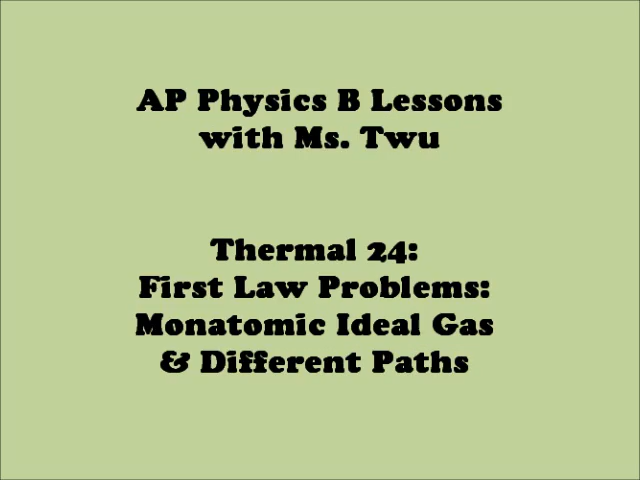 AP Physics B Lessons
with Ms. Twu
Thermal 24:
First Law Problems:
Monatomic Ideal Gas
& Different Paths